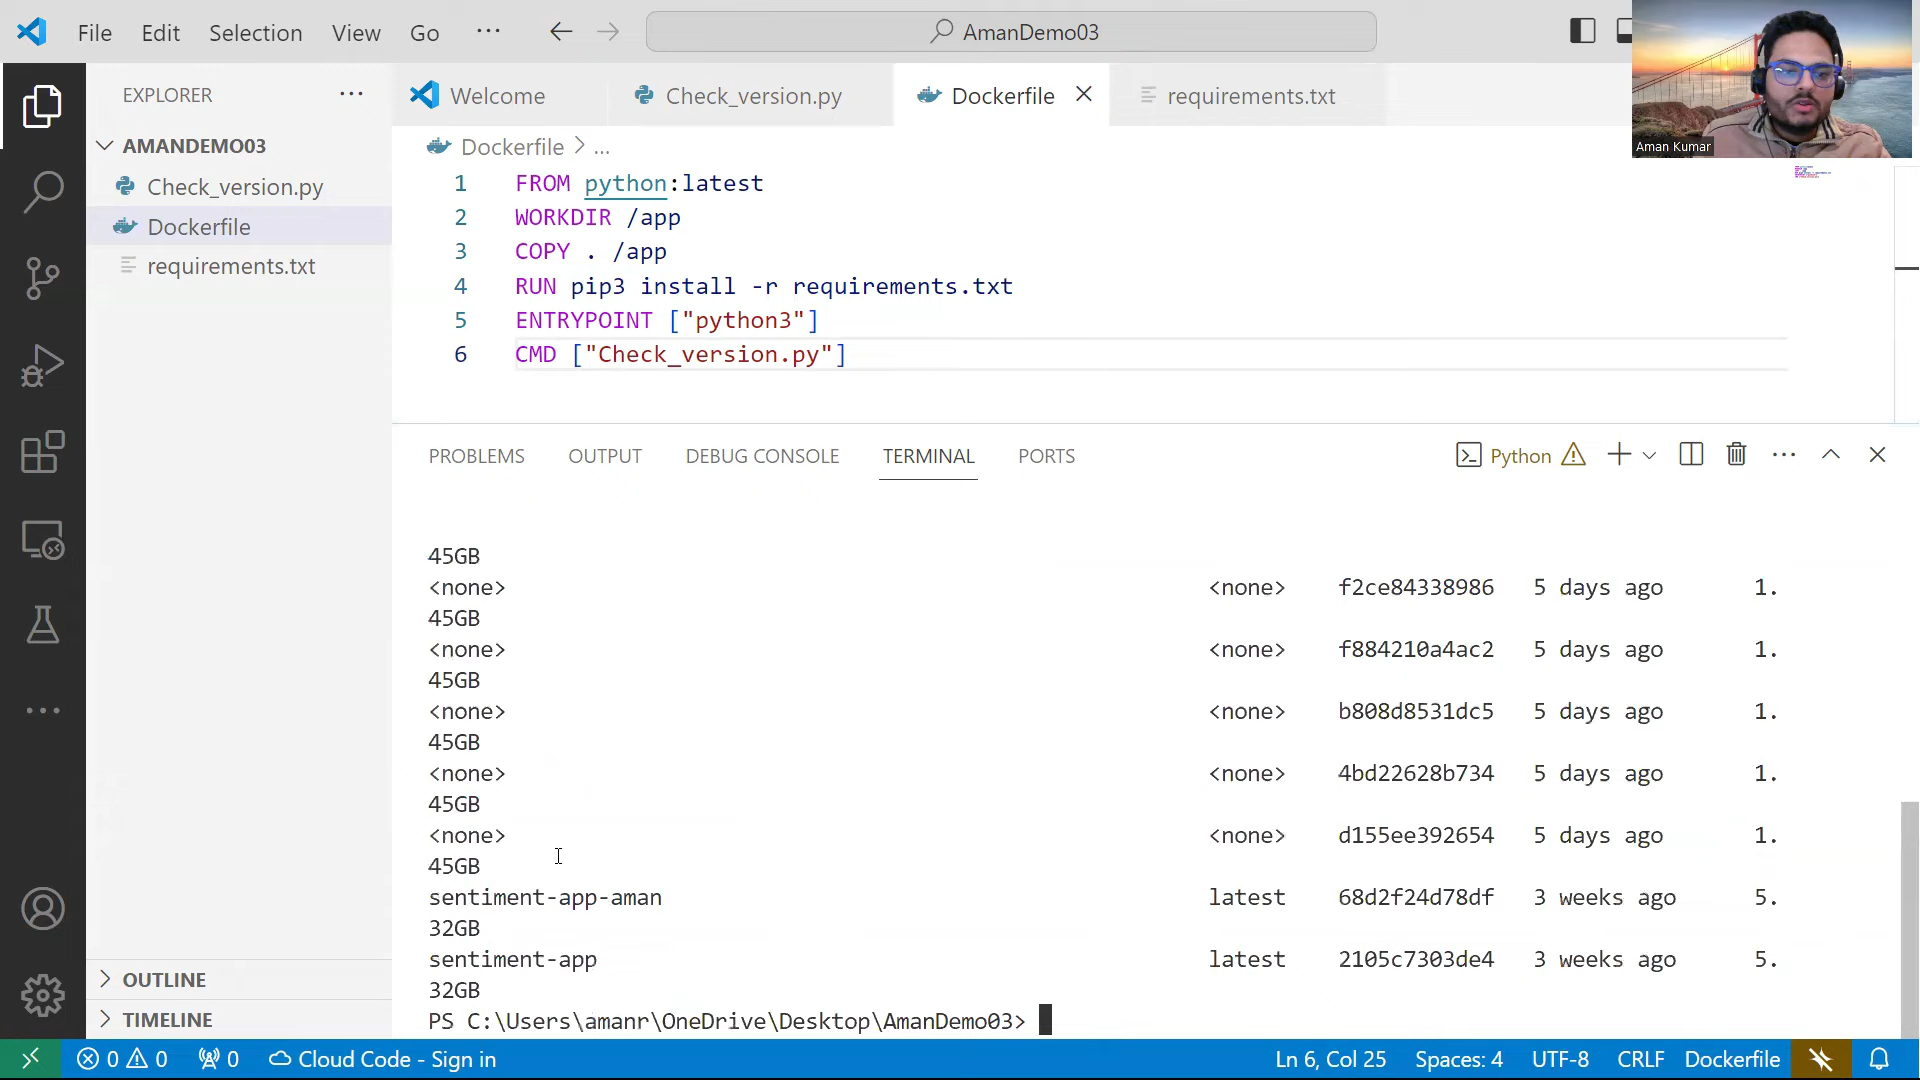 File Edit Selection View Go ... AmanDemo03
EXPLORER ...
Welcome Check_version.py Dockerfile requirements.txt
Aman Kumar
AMANDEMO03
Check_version.py
Dockerfile
requirements.txt
Dockerfile > ...
1 FROM python:latest
2 WORKDIR /app
3 COPY . /app
4 RUN pip3 install -r requirements.txt
5 ENTRYPOINT ["python3"]
6 CMD ["Check_version.py"]
PROBLEMS OUTPUT DEBUG CONSOLE TERMINAL PORTS Python
45GB
<none> <none> f2ce84338986 5 days ago 1.
45GB
<none> <none> f884210a4ac2 5 days ago 1.
45GB
<none> <none> b808d8531dc5 5 days ago 1.
45GB
<none> <none> 4bd22628b734 5 days ago 1.
45GB
<none> <none> d155ee392654 5 days ago 1.
45GB
sentiment-app-aman latest 68d2f24d78df 3 weeks ago 5.
32GB
sentiment-app latest 2105c7303de4 3 weeks ago 5.
32GB
PS C:\Users\amanr\OneDrive\Desktop\AmanDemo03>
OUTLINE
TIMELINE
0 0 0 Cloud Code - Sign in Ln 6, Col 25 Spaces: 4 UTF-8 CRLF Dockerfile